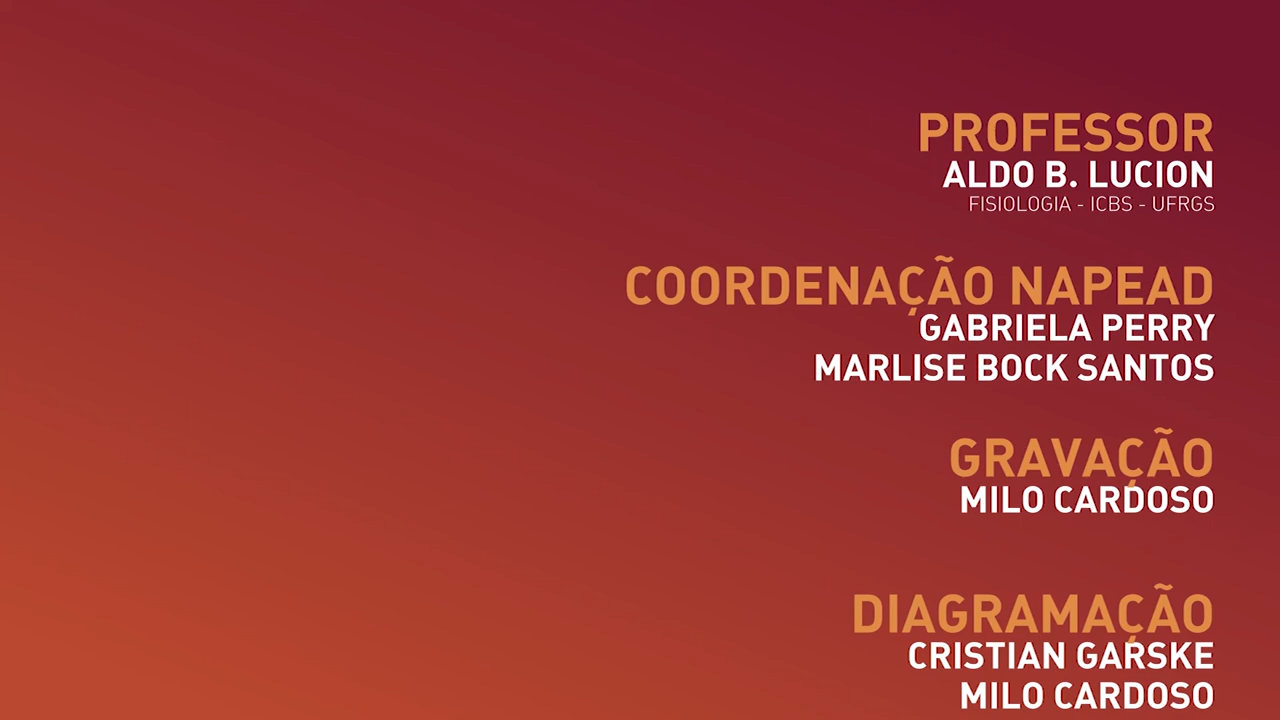 PROFESSOR
ALDO B. LUCION
FISIOLOGIA - ICBS - UFRGS
COORDENAÇÃO NAPEAD
GABRIELA PERRY
MARLISE BOCK SANTOS
GRAVAÇÃO
MILO CARDOSO
DIAGRAMAÇÃO
CRISTIAN GARSKE
MILO CARDOSO